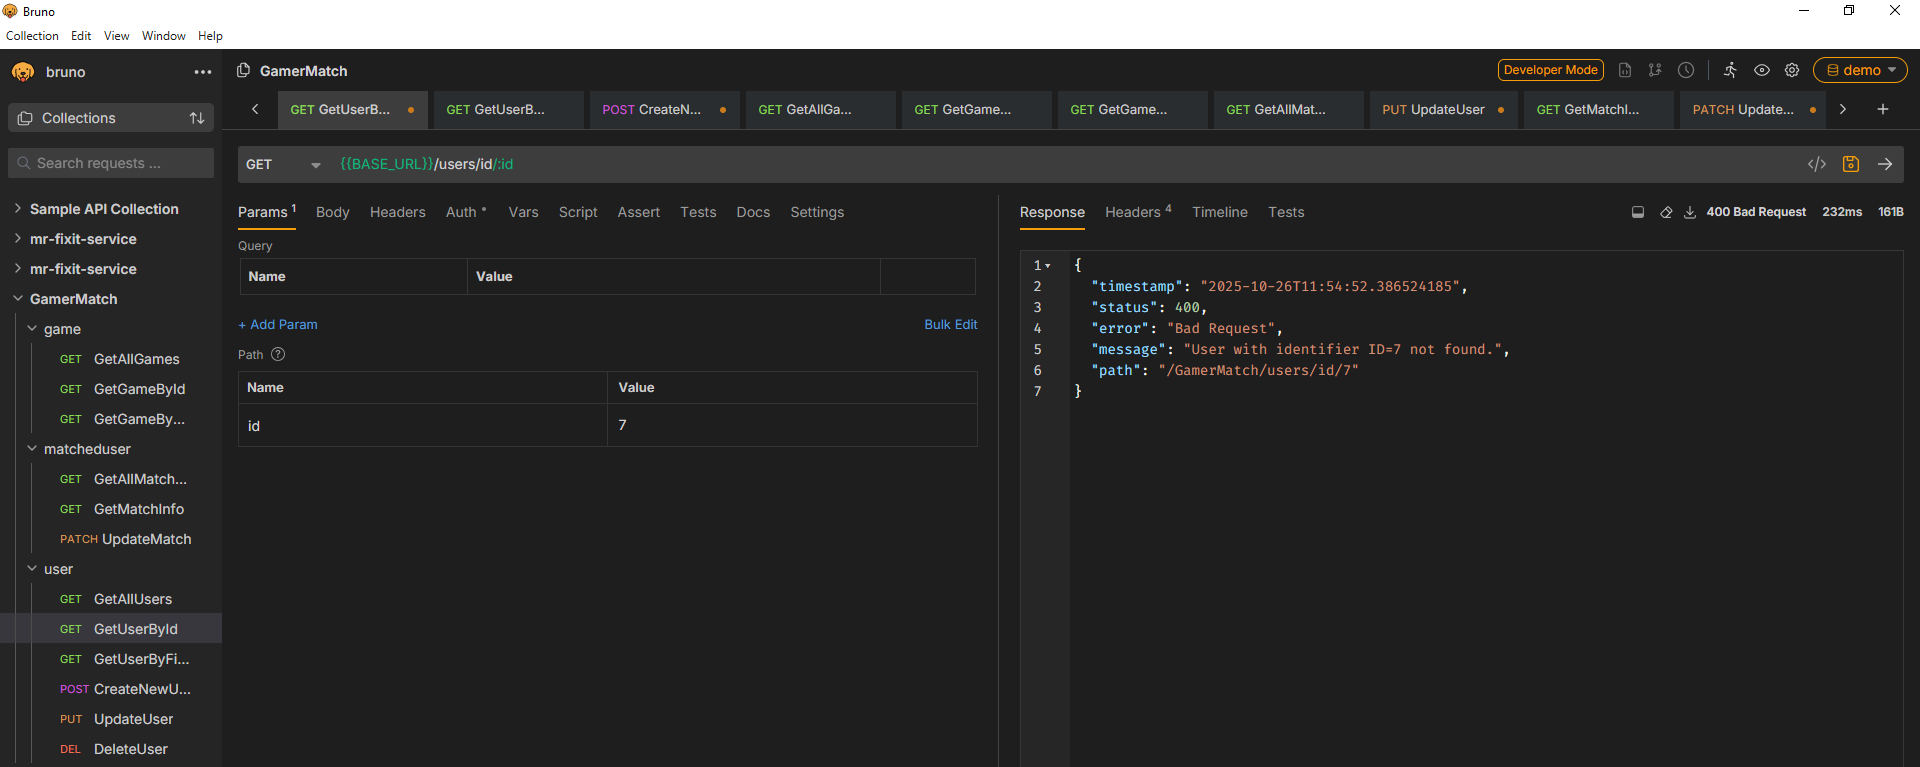 Bruno
Collection Edit View Window Help
bruno
GamerMatch
Developer Mode
demo
Collections
GET GetUserB...
GET GetUserB...
POST CreateN...
GET GetAllGa...
GET GetGame...
GET GetGame...
GET GetAllMat...
PUT UpdateUser
GET GetMatchI...
PATCH Update...
Search requests ...
GET
{{BASE_URL}}/users/id/:id
Sample API Collection
mr-fixit-service
mr-fixit-service
GamerMatch
game
GET GetAllGames
GET GetGameById
GET GetGameBy...
matcheduser
GET GetAllMatch...
GET GetMatchInfo
PATCH UpdateMatch
user
GET GetAllUsers
GET GetUserById
GET GetUserByFi...
POST CreateNewU...
PUT UpdateUser
DEL DeleteUser
Params 1 Body Headers Auth Vars Script Assert Tests Docs Settings
Query
Name Value
+ Add Param Bulk Edit
Path ?
Name Value
id 7
Response Headers 4 Timeline Tests
400 Bad Request 232ms 161B
1 {
2 "timestamp": "2025-10-26T11:54:52.386524185",
3 "status": 400,
4 "error": "Bad Request",
5 "message": "User with identifier ID=7 not found.",
6 "path": "/GamerMatch/users/id/7"
7 }